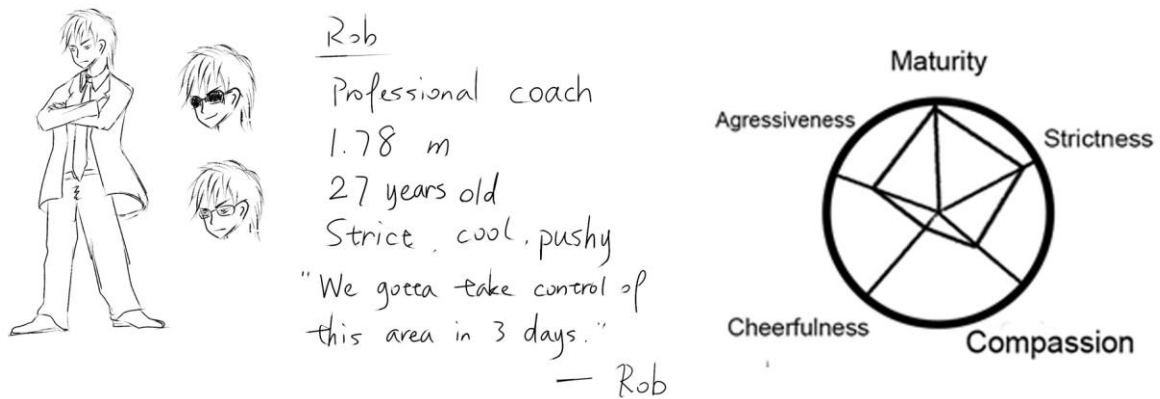 Rob
Professional coach
1.78 m
27 years old
Strice, cool, pushy
"We gotta take control of
this area in 3 days."
— Rob
Maturity
Agressiveness
Strictness
Cheerfulness
Compassion